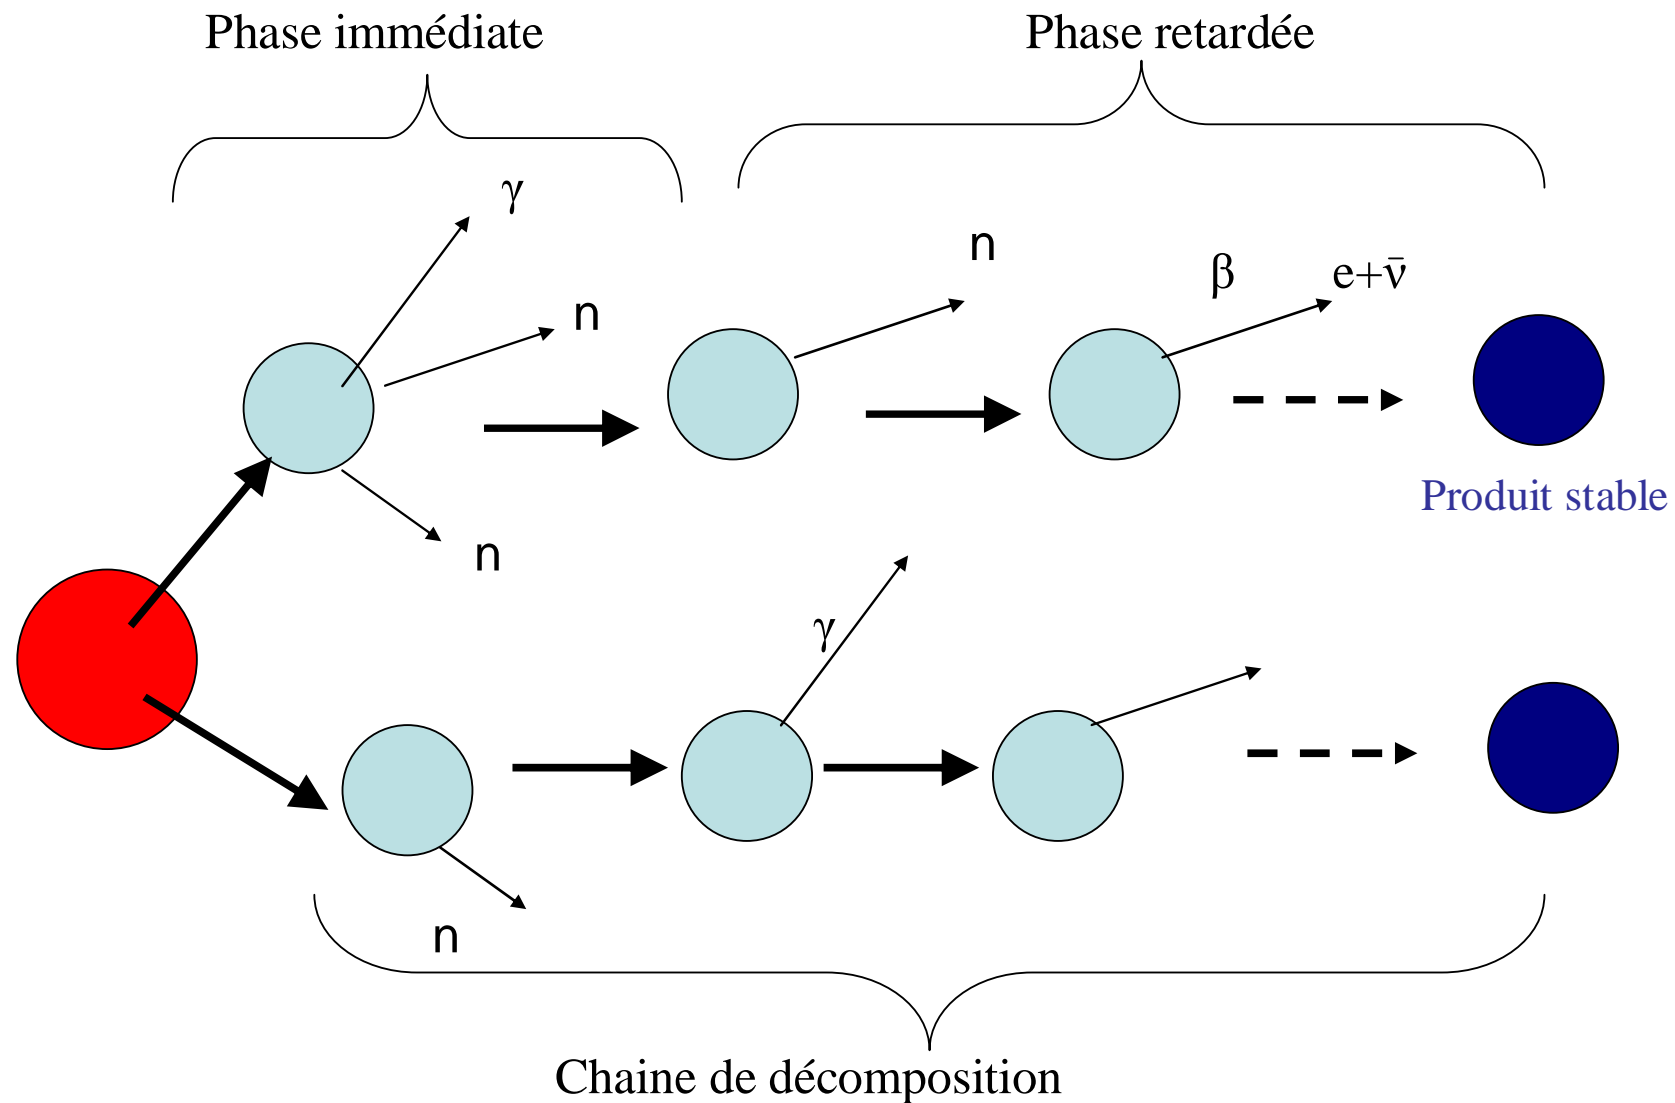 Phase immédiate
Phase retardée
γ
n
n
β
e+ν̄
n
Produit stable
n
γ
n
Chaine de décomposition